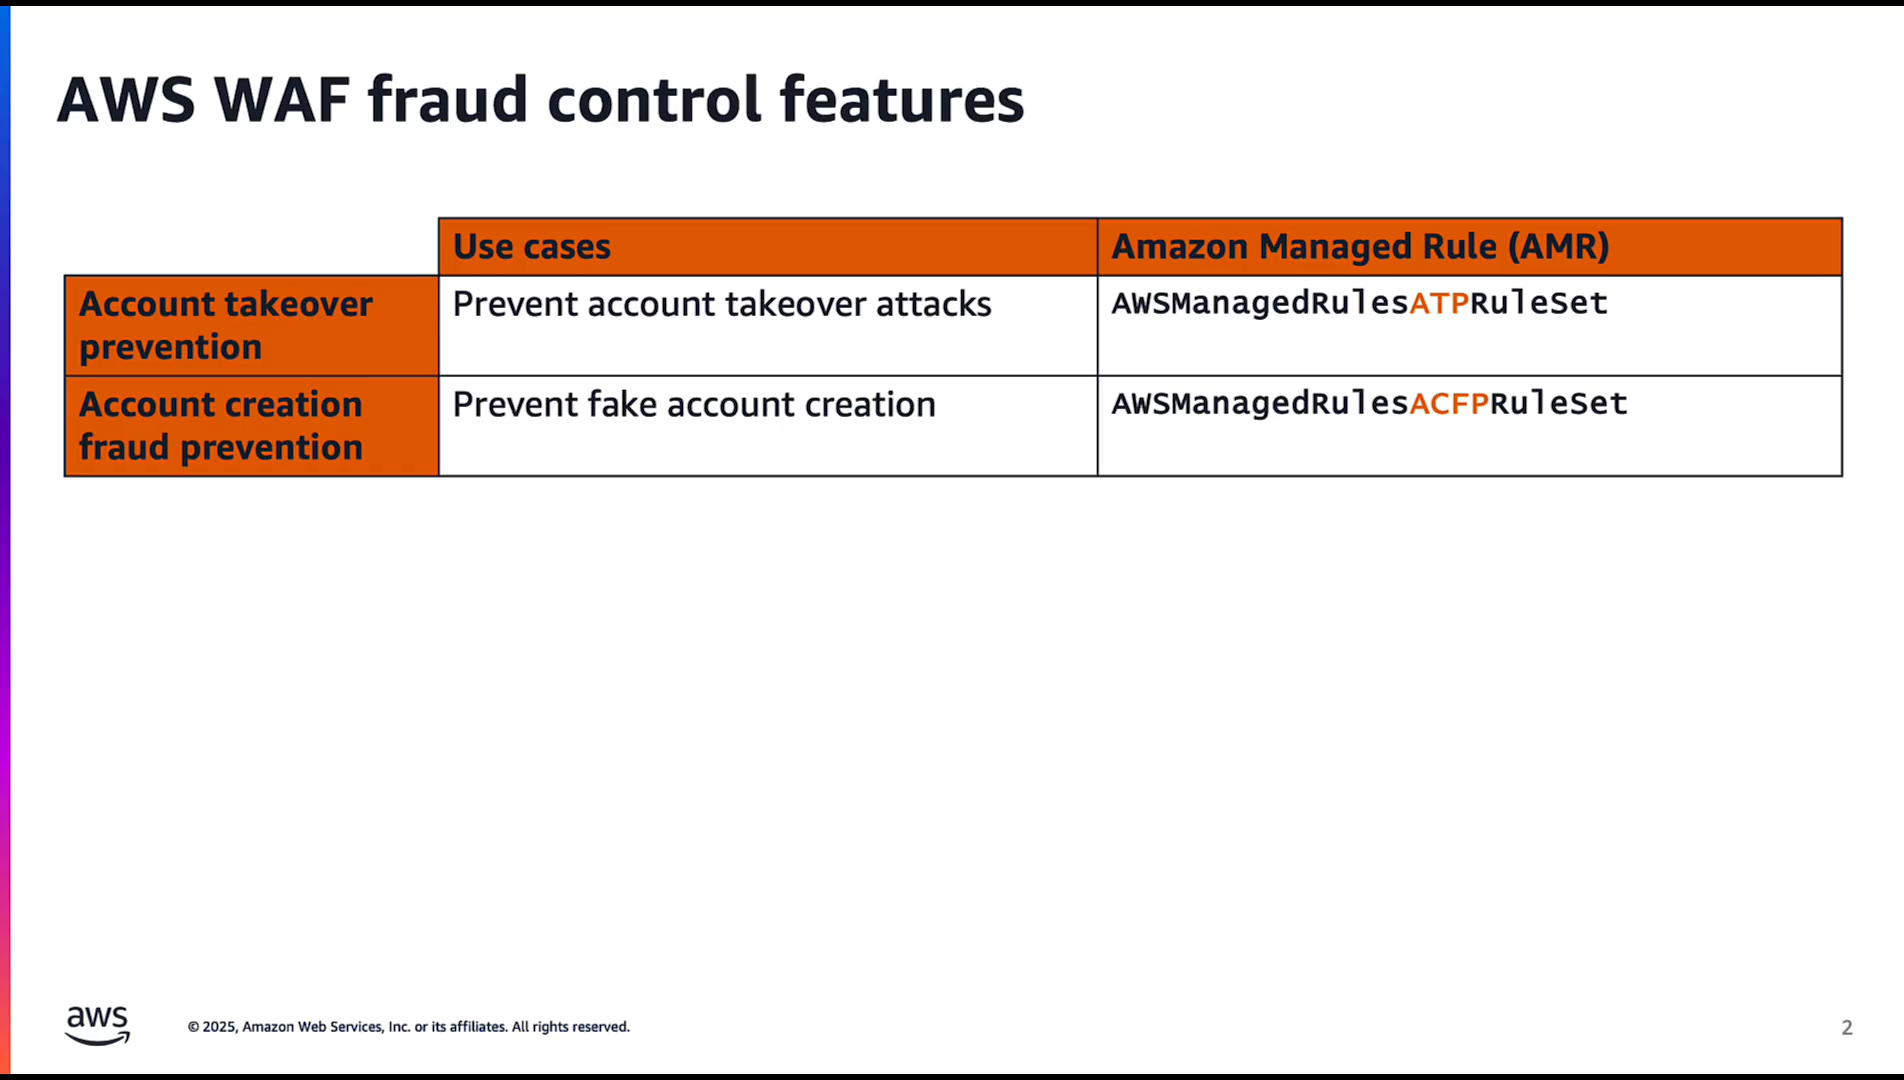 AWS WAF fraud control features
Use cases
Amazon Managed Rule (AMR)
Account takeover
prevention
Prevent account takeover attacks
AWSManagedRulesATPRuleSet
Account creation
fraud prevention
Prevent fake account creation
AWSManagedRulesACFPRuleSet
aws
© 2025, Amazon Web Services, Inc. or its affiliates. All rights reserved.
2